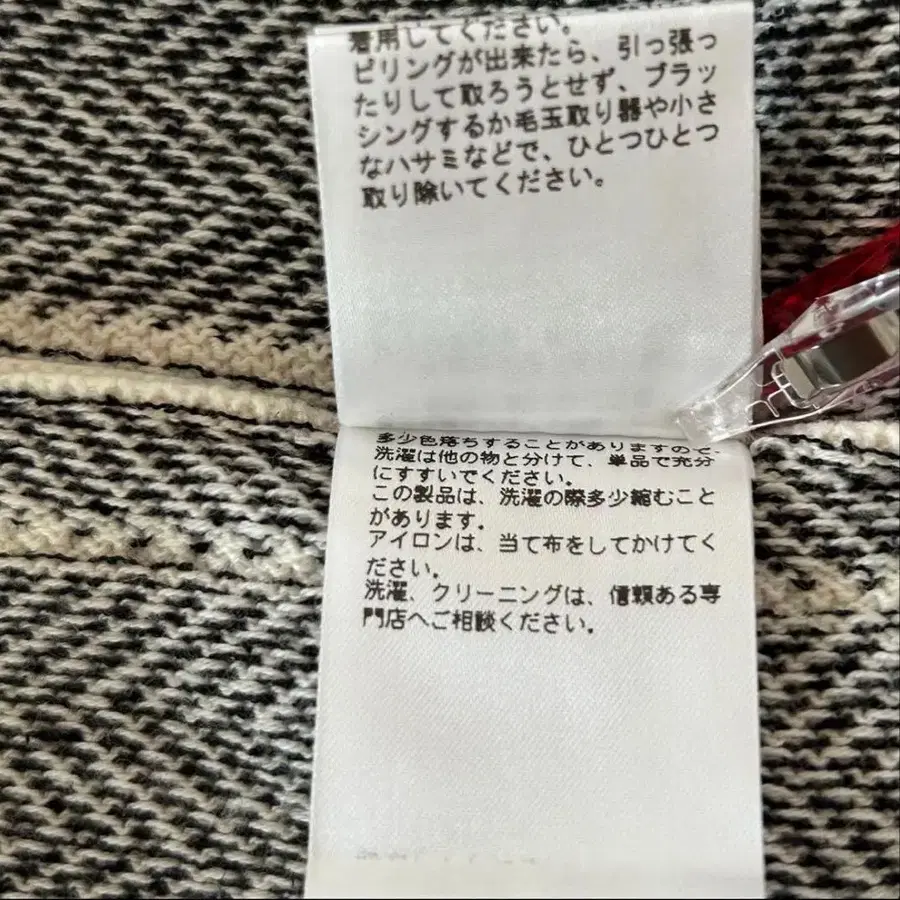 着用してください。
ピリングが出来たら、引っ張っ
たりして取ろうとせず、ブラッ
シングするか毛玉取り器や小さ
なハサミなどで、ひとつひとつ
取り除いてください。
多少色落ちすることがありますので、
洗濯は他の物と分けて、単品で充分
にすすいでください。
この製品は、洗濯の際多少縮むこと
があります。
アイロンは、当て布をしてかけてく
ださい。
洗濯、クリーニングは、信頼ある専
門店へご相談ください。